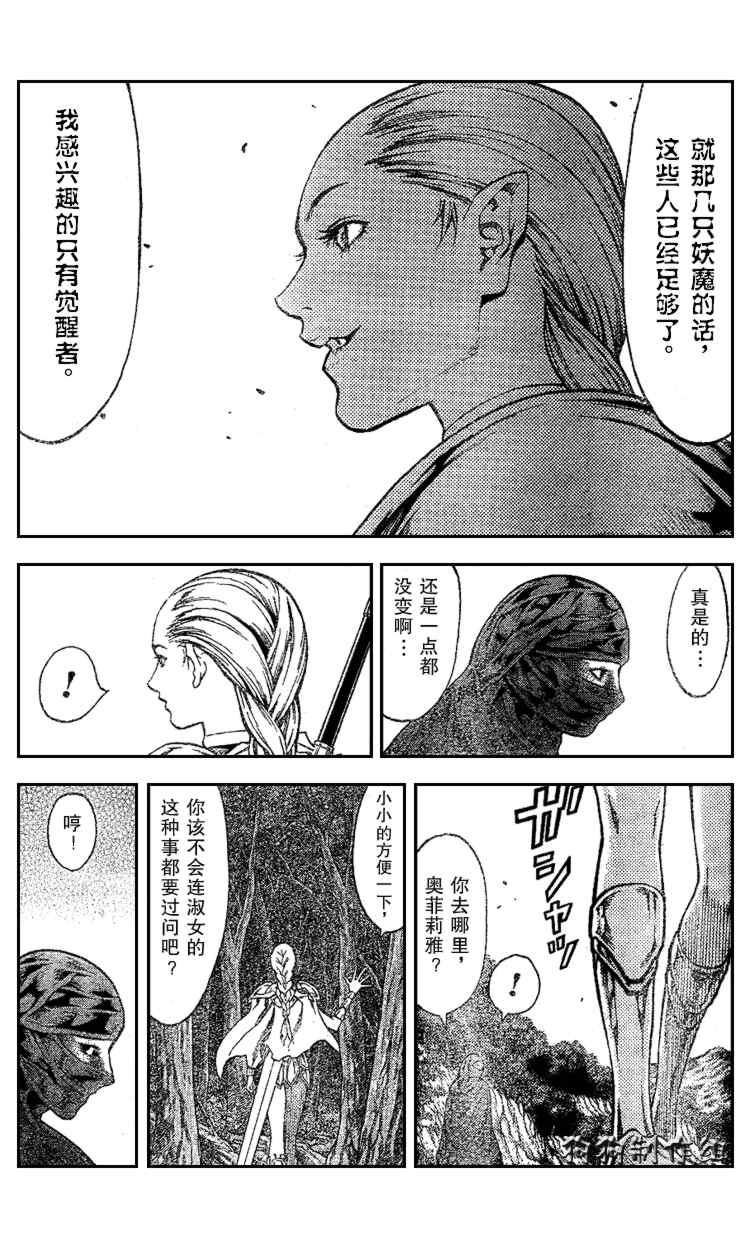 就那几只妖魔的话，
这些人已经足够了。
我感兴趣的只有觉醒者。
真是的…
还是一点都
没变啊…
！
ガ
シャッ
你去哪里，
奥菲莉雅？
！
小小的方便一下，
你该不会连淑女的
这种事都要过问吧？
哼！